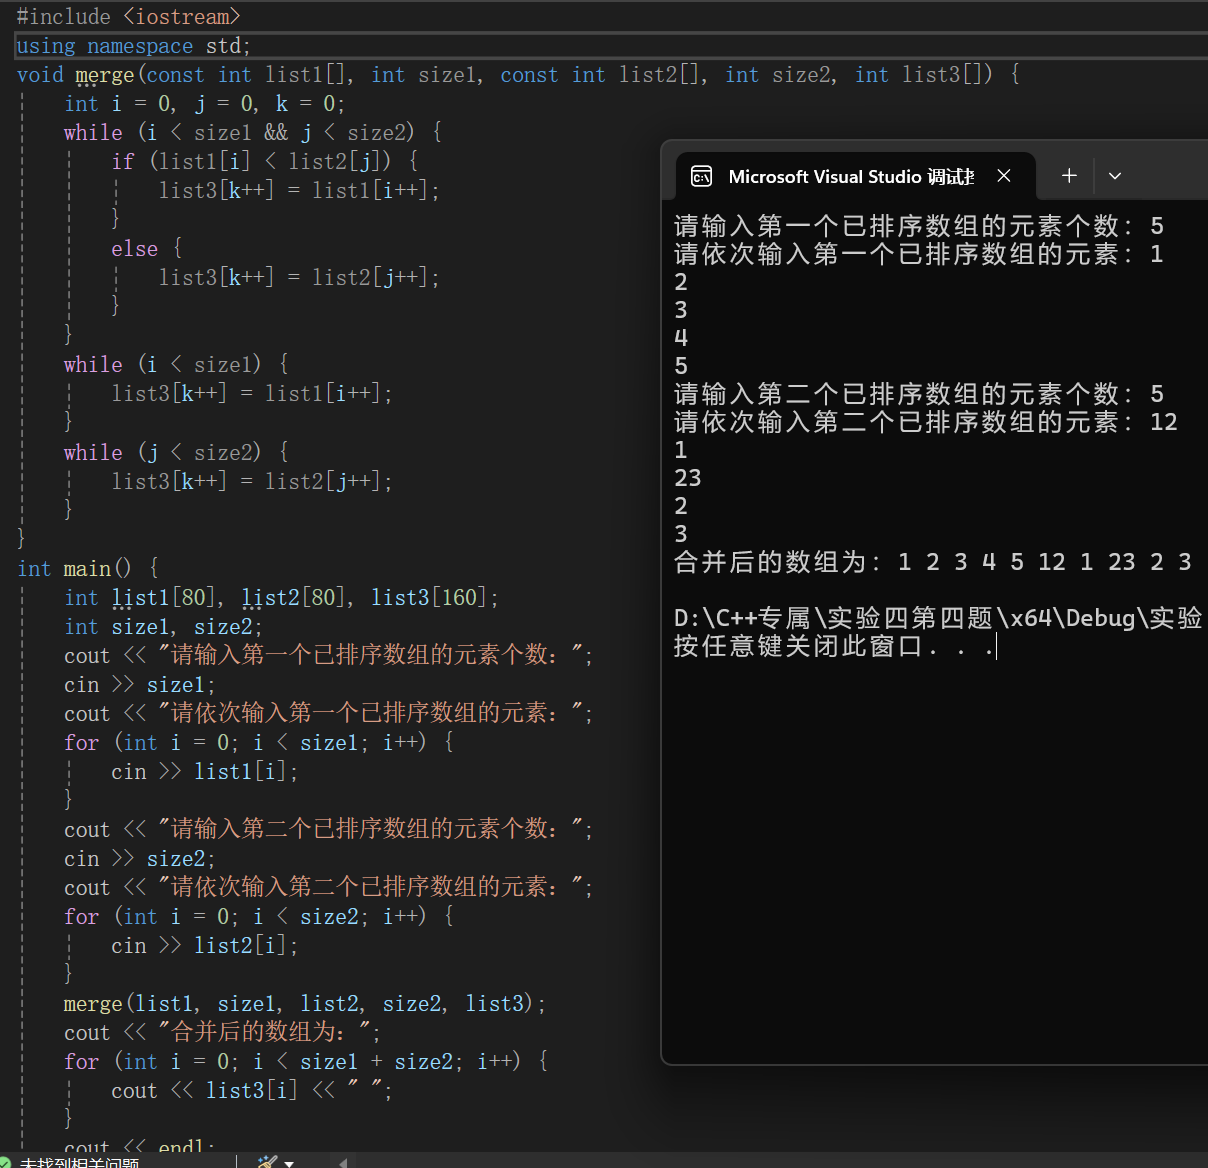 #include <iostream>
using namespace std;
void merge(const int list1[], int size1, const int list2[], int size2, int list3[]) {
    int i = 0, j = 0, k = 0;
    while (i < size1 && j < size2) {
        if (list1[i] < list2[j]) {
            list3[k++] = list1[i++];
        }
        else {
            list3[k++] = list2[j++];
        }
    }
    while (i < size1) {
        list3[k++] = list1[i++];
    }
    while (j < size2) {
        list3[k++] = list2[j++];
    }
}
int main() {
    int list1[80], list2[80], list3[160];
    int size1, size2;
    cout << "请输入第一个已排序数组的元素个数：";
    cin >> size1;
    cout << "请依次输入第一个已排序数组的元素：";
    for (int i = 0; i < size1; i++) {
        cin >> list1[i];
    }
    cout << "请输入第二个已排序数组的元素个数：";
    cin >> size2;
    cout << "请依次输入第二个已排序数组的元素：";
    for (int i = 0; i < size2; i++) {
        cin >> list2[i];
    }
    merge(list1, size1, list2, size2, list3);
    cout << "合并后的数组为：";
    for (int i = 0; i < size1 + size2; i++) {
        cout << list3[i] << " ";
    }
    cout << endl;
未找到相关问题
Microsoft Visual Studio 调试控
请输入第一个已排序数组的元素个数：5
请依次输入第一个已排序数组的元素：1
2
3
4
5
请输入第二个已排序数组的元素个数：5
请依次输入第二个已排序数组的元素：12
1
23
2
3
合并后的数组为：1 2 3 4 5 12 1 23 2 3
D:\C++专属\实验四第四题\x64\Debug\实验
按任意键关闭此窗口. . .